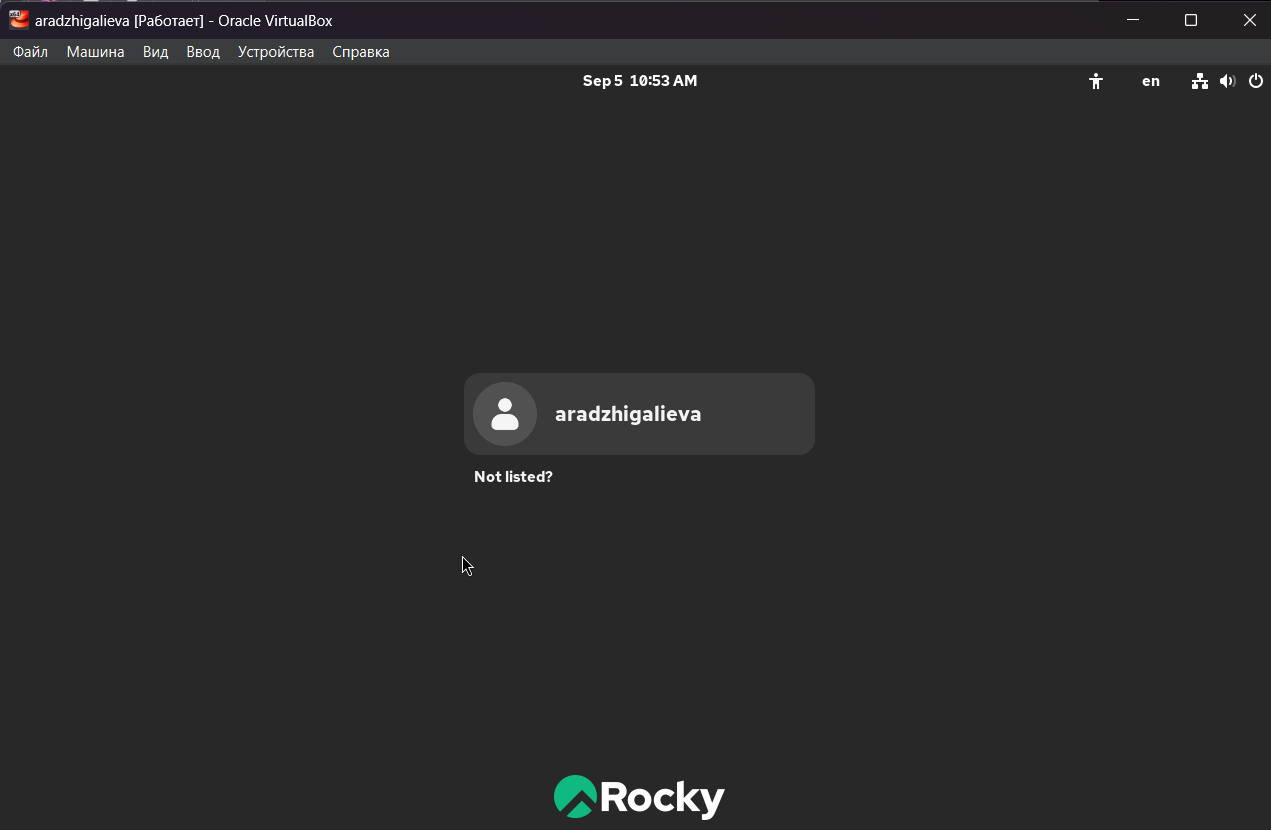 aradzhigalieva [Работает] - Oracle VirtualBox
Файл Машина Вид Ввод Устройства Справка
Sep 5 10:53 AM en
aradzhigalieva
Not listed?
Rocky